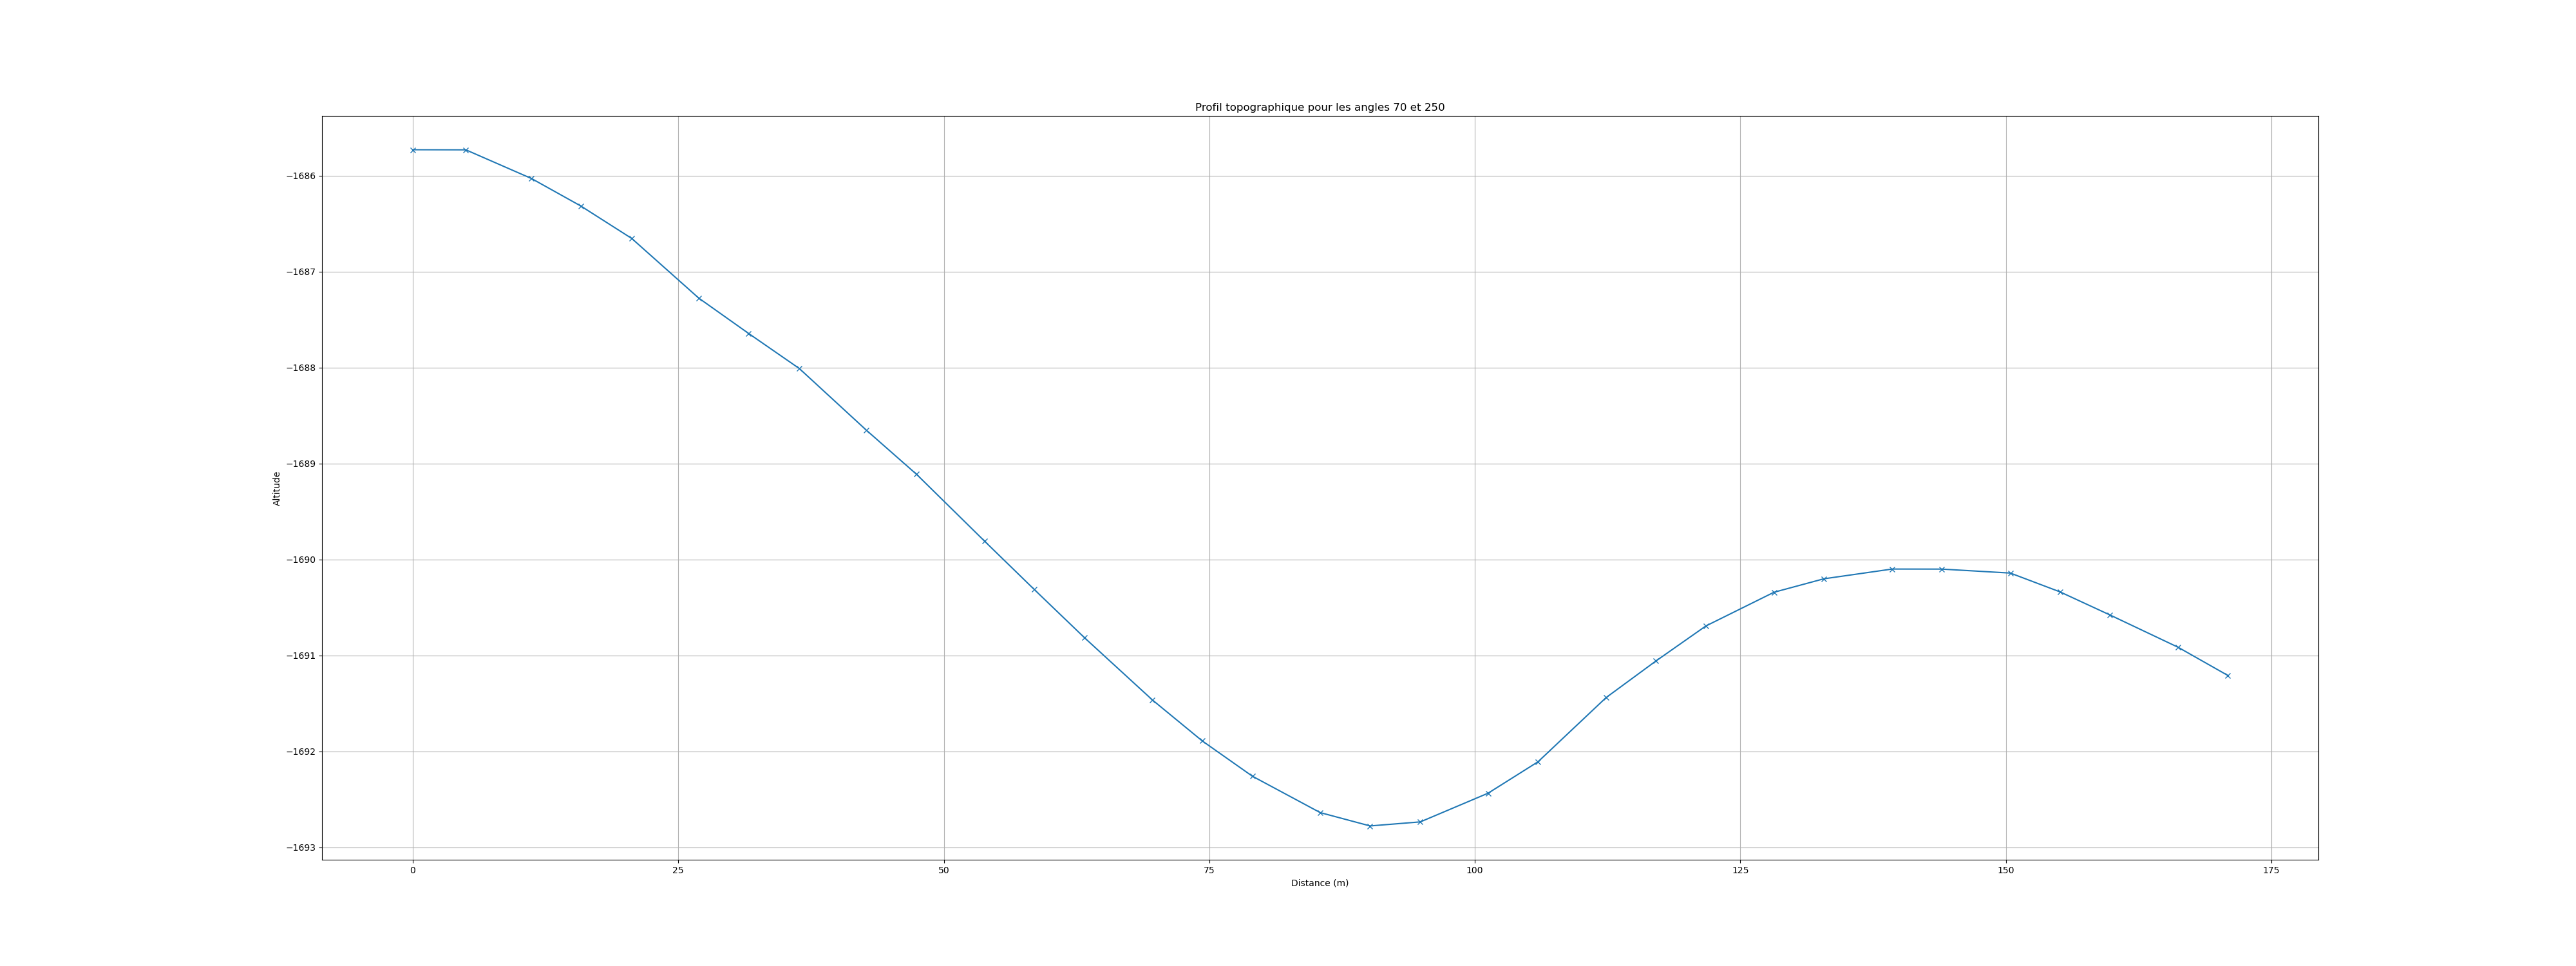 Profil topographique pour les angles 70 et 250
−1686
−1687
−1688
−1689
−1690
−1691
−1692
−1693
Altitude
0 25 50 75 100 125 150 175
Distance (m)